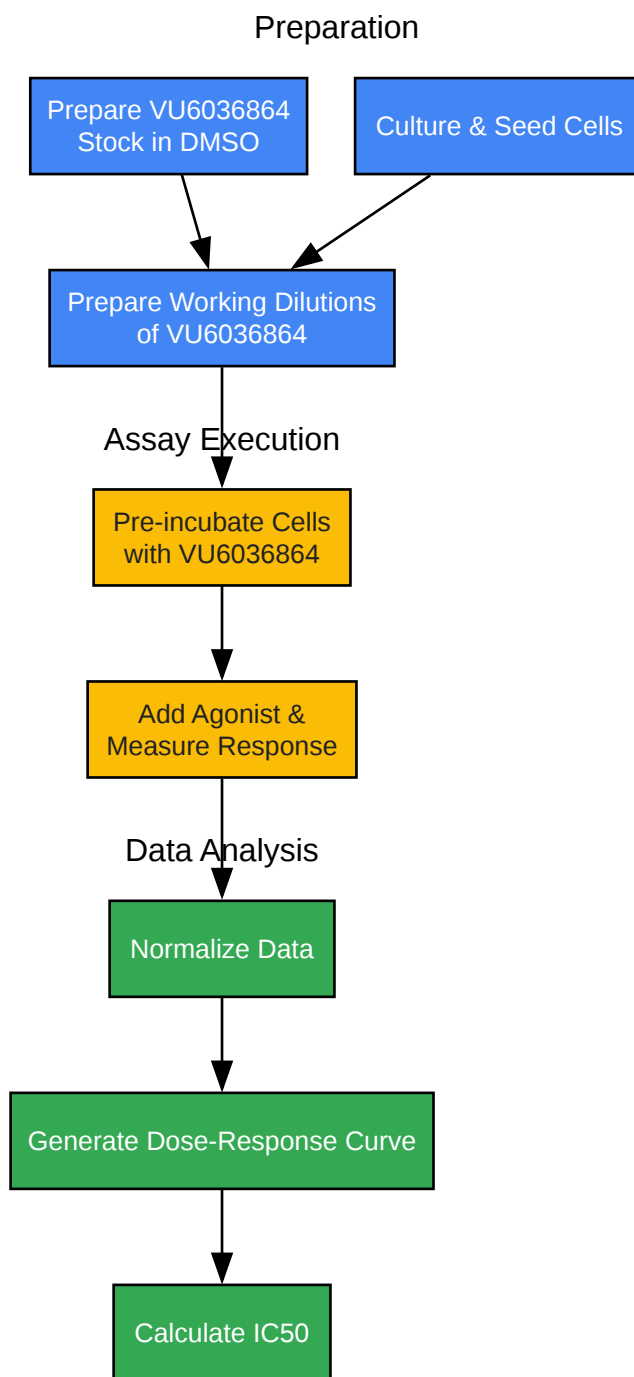 Preparation
Prepare VU6036864
Stock in DMSO
Culture & Seed Cells
Prepare Working Dilutions
of VU6036864
Assay Execution
Pre-incubate Cells
with VU6036864
Add Agonist &
Measure Response
Data Analysis
Normalize Data
Generate Dose-Response Curve
Calculate IC50